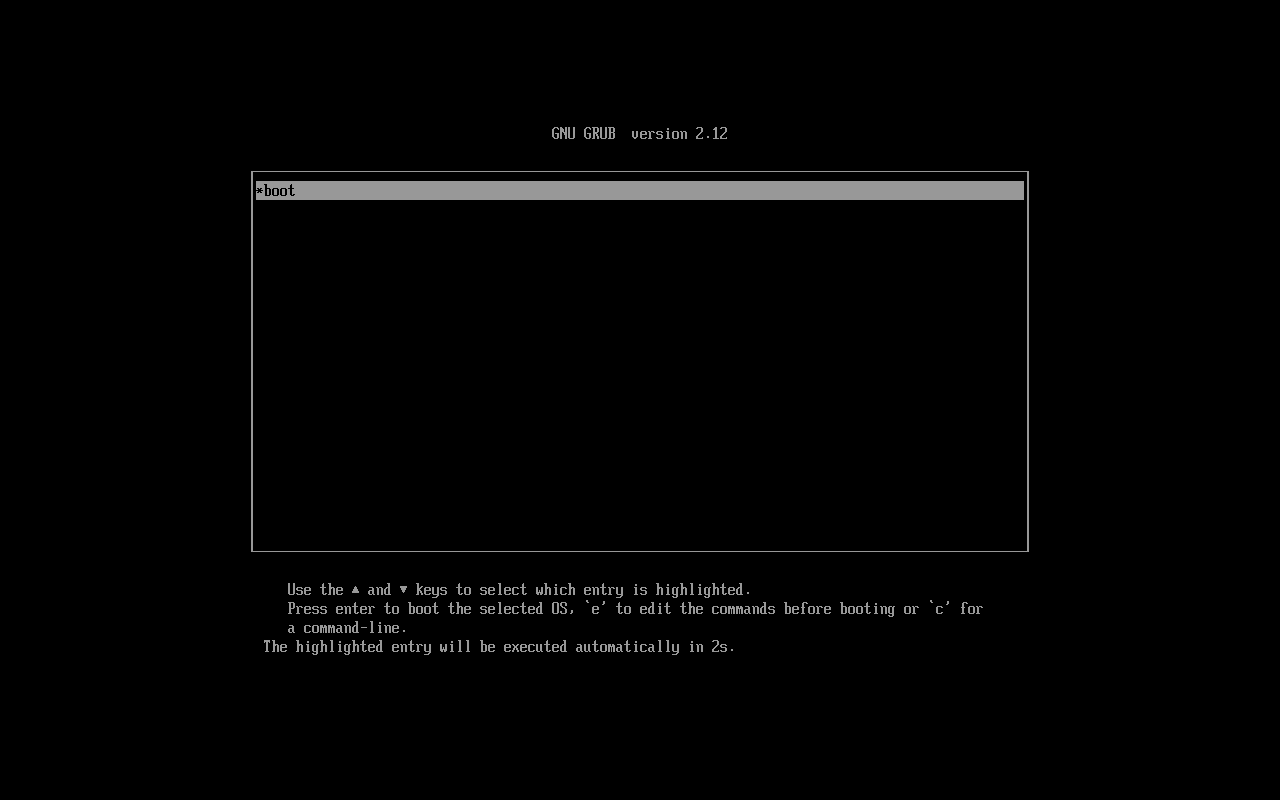 GNU GRUB  version 2.12
*boot
Use the ▲ and ▼ keys to select which entry is highlighted.
Press enter to boot the selected OS, `e' to edit the commands before booting or `c' for
a command-line.
The highlighted entry will be executed automatically in 2s.